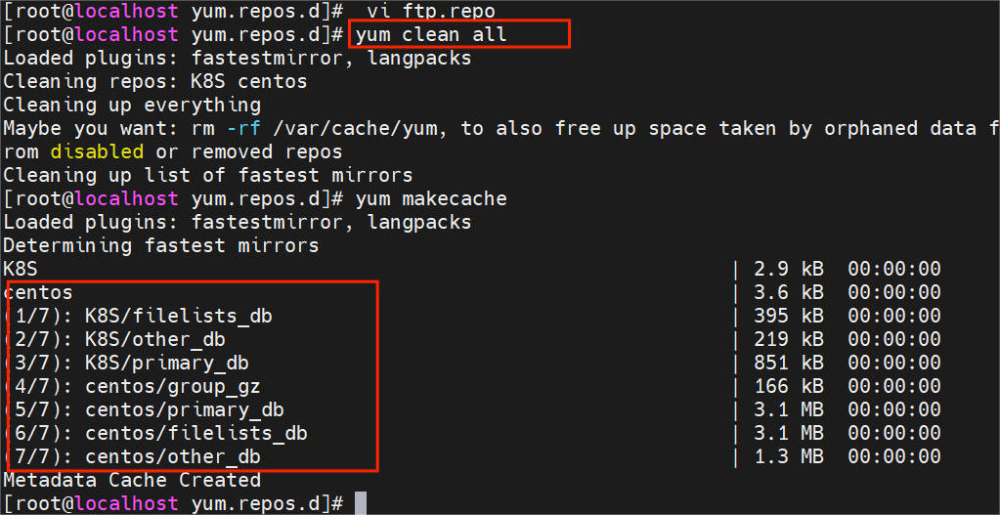 [root@localhost yum.repos.d]#  vi ftp.repo
[root@localhost yum.repos.d]# yum clean all
Loaded plugins: fastestmirror, langpacks
Cleaning repos: K8S centos
Cleaning up everything
Maybe you want: rm -rf /var/cache/yum, to also free up space taken by orphaned data f
rom disabled or removed repos
Cleaning up list of fastest mirrors
[root@localhost yum.repos.d]# yum makecache
Loaded plugins: fastestmirror, langpacks
Determining fastest mirrors
K8S | 2.9 kB  00:00:00
centos | 3.6 kB  00:00:00
(1/7): K8S/filelists_db | 395 kB  00:00:00
(2/7): K8S/other_db | 219 kB  00:00:00
(3/7): K8S/primary_db | 851 kB  00:00:00
(4/7): centos/group_gz | 166 kB  00:00:00
(5/7): centos/primary_db | 3.1 MB  00:00:00
(6/7): centos/filelists_db | 3.1 MB  00:00:00
(7/7): centos/other_db | 1.3 MB  00:00:00
Metadata Cache Created
[root@localhost yum.repos.d]#